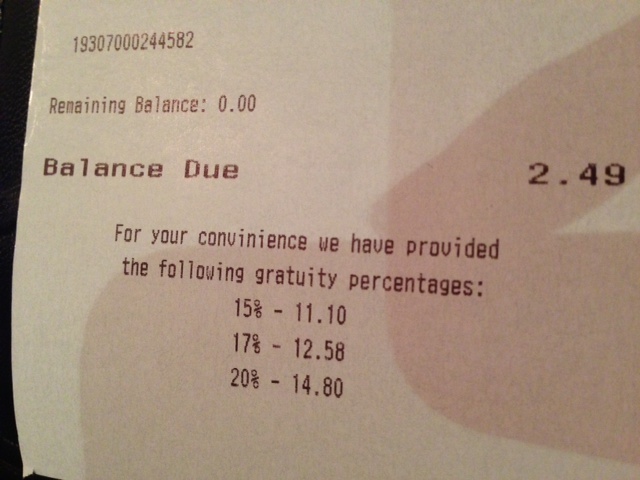 19307000244582
Remaining Balance: 0.00
Balance Due 2.49
For your convinience we have provided
the following gratuity percentages:
15% - 11.10
17% - 12.58
20% - 14.80